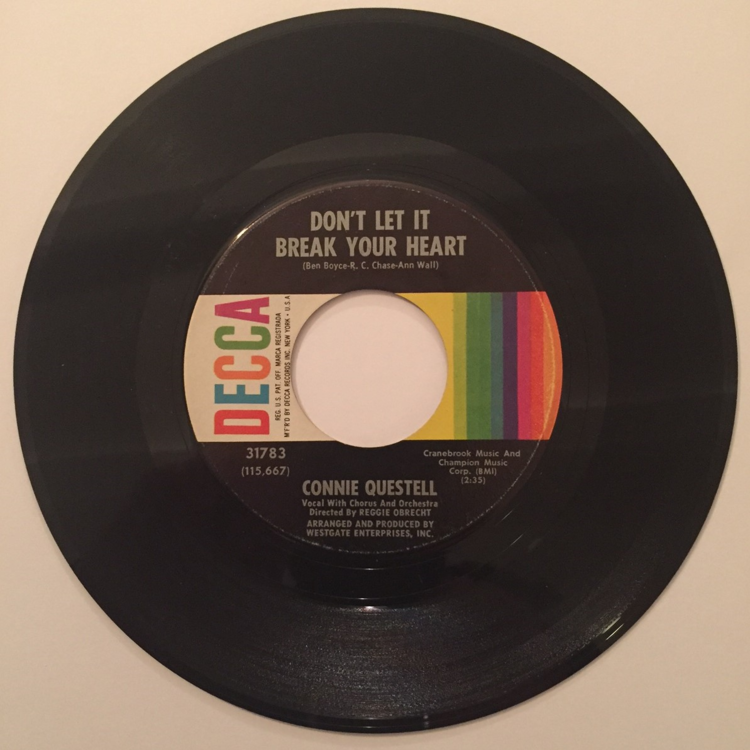 DON'T LET IT
BREAK YOUR HEART
(Ben Boyce-R. C. Chase-Ann Wall)
DECCA
REG. U.S. PAT. OFF. MARCA REGISTRADA
MF'R'D BY DECCA RECORDS INC. NEW YORK • U.S.A
31783
(115,667)
Cranebrook Music And
Champion Music
Corp. (BMI)
(2:35)
CONNIE QUESTELL
Vocal With Chorus And Orchestra
Directed By REGGIE OBRECHT
ARRANGED AND PRODUCED BY
WESTGATE ENTERPRISES, INC.